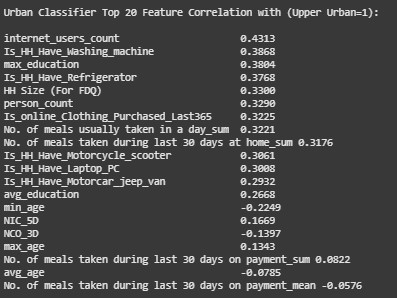 Urban Classifier Top 20 Feature Correlation with (Upper Urban=1):
internet_users_count 0.4313
Is_HH_Have_Washing_machine 0.3868
max_education 0.3804
Is_HH_Have_Refrigerator 0.3768
HH Size (For FDQ) 0.3300
person_count 0.3290
Is_online_Clothing_Purchased_Last365 0.3225
No. of meals usually taken in a day_sum 0.3221
No. of meals taken during last 30 days at home_sum 0.3176
Is_HH_Have_Motorcycle_scooter 0.3061
Is_HH_Have_Laptop_PC 0.3008
Is_HH_Have_Motorcar_jeep_van 0.2932
avg_education 0.2668
min_age -0.2249
NIC_5D 0.1669
NCO_3D -0.1397
max_age 0.1343
No. of meals taken during last 30 days on payment_sum 0.0822
avg_age -0.0785
No. of meals taken during last 30 days on payment_mean -0.0576